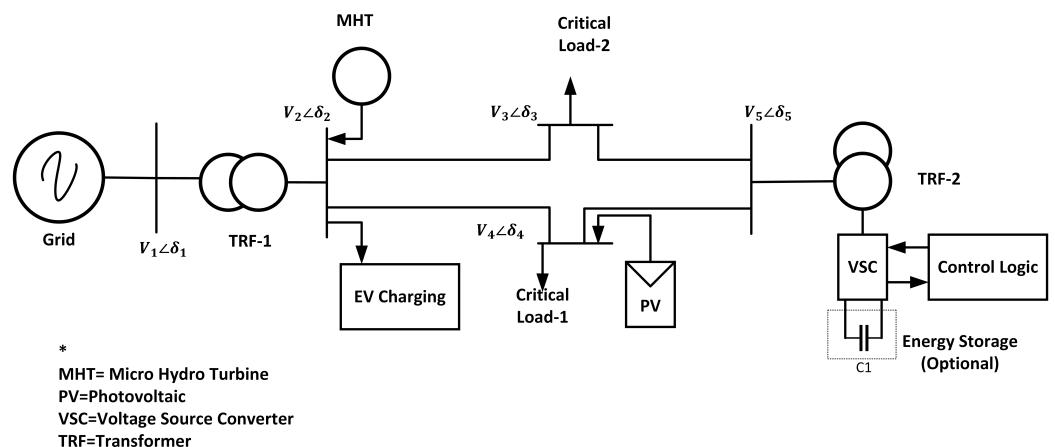 MHT
Critical
Load-2
V₂∠δ₂
V₃∠δ₃
V₅∠δ₅
TRF-2
Grid
V₁∠δ₁
TRF-1
V₄∠δ₄
VSC
Control Logic
EV Charging
Critical
Load-1
PV
Energy Storage
(Optional)
C1
*
MHT= Micro Hydro Turbine
PV=Photovoltaic
VSC=Voltage Source Converter
TRF=Transformer